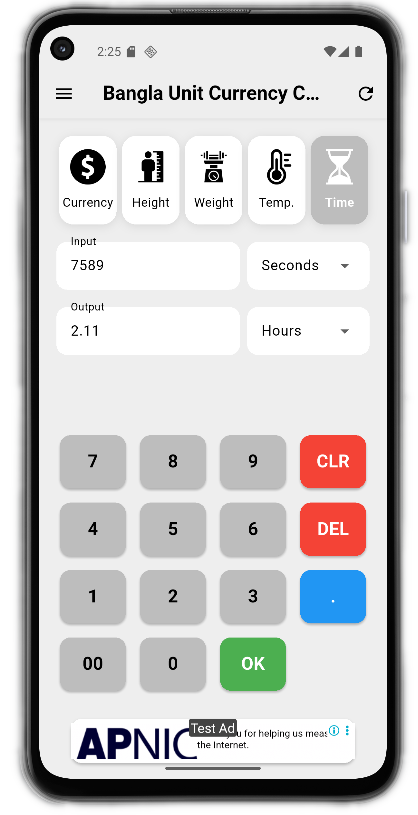 2:25
Bangla Unit Currency C...
Currency Height Weight Temp. Time
Input
7589 Seconds
Output
2.11 Hours
7 8 9 CLR
4 5 6 DEL
1 2 3 .
00 0 OK
Test Ad
APNIC
for helping us meas
the Internet.